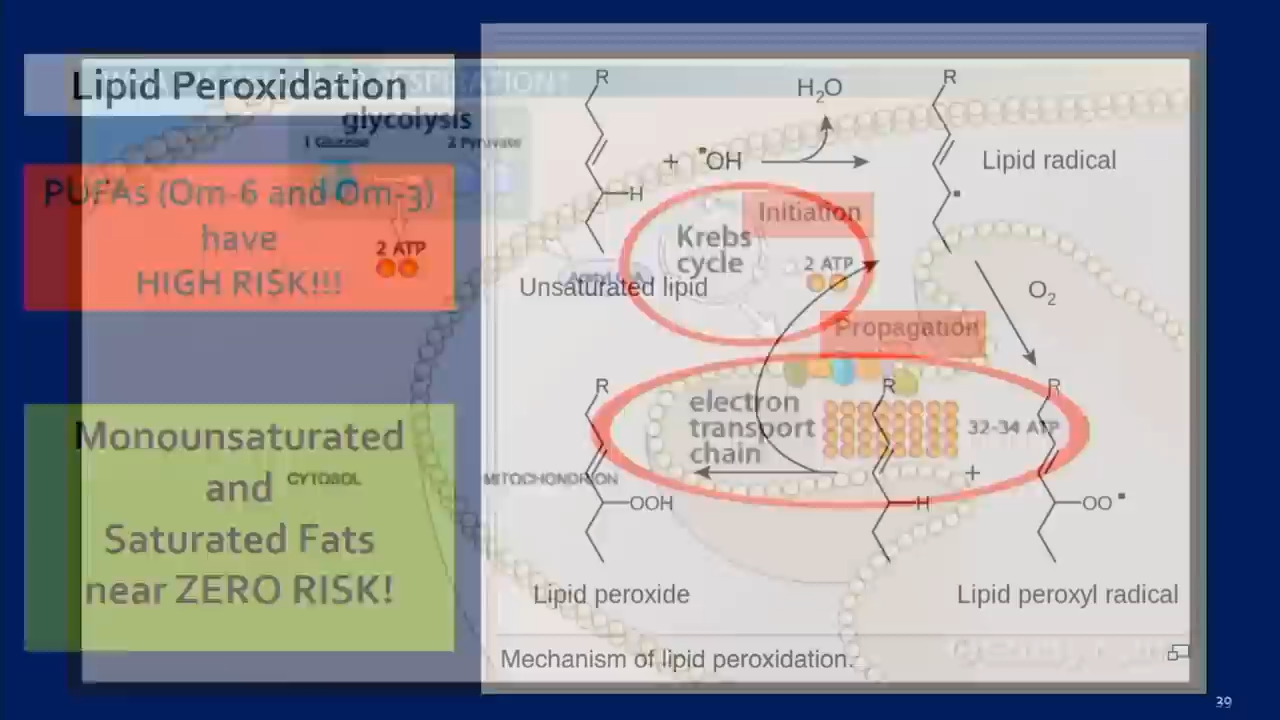 Lipid Peroxidation
glycolysis
1 Glucose
2 Pyruvate
PUFAs (Om-6 and Om-3)
have
HIGH RISK!!!
2 ATP
Monounsaturated
and
Saturated Fats
near ZERO RISK!
CYTOSOL
MITOCHONDRION
R
H
+ •OH
H2O
R
Lipid radical
Initiation
Krebs
cycle
2 ATP
Unsaturated lipid
O2
Propagation
R
OOH
Lipid peroxide
electron
transport
chain
32-34 ATP
R
H
+
R
OO•
Lipid peroxyl radical
Mechanism of lipid peroxidation.
39